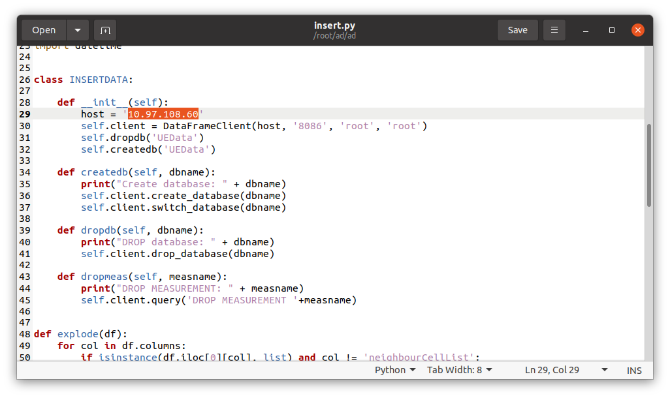 Open
insert.py
/root/ad/ad
Save
23 import datetime
24
25
26 class INSERTDATA:
27
28     def __init__(self):
29         host = '10.97.108.60'
30         self.client = DataFrameClient(host, '8086', 'root', 'root')
31         self.dropdb('UEData')
32         self.createdb('UEData')
33
34     def createdb(self, dbname):
35         print("Create database: " + dbname)
36         self.client.create_database(dbname)
37         self.client.switch_database(dbname)
38
39     def dropdb(self, dbname):
40         print("DROP database: " + dbname)
41         self.client.drop_database(dbname)
42
43     def dropmeas(self, measname):
44         print("DROP MEASUREMENT: " + measname)
45         self.client.query('DROP MEASUREMENT '+measname)
46
47
48 def explode(df):
49     for col in df.columns:
50         if isinstance(df.iloc[0][col], list) and col != 'neighbourCellList':
Python
Tab Width: 8
Ln 29, Col 29
INS